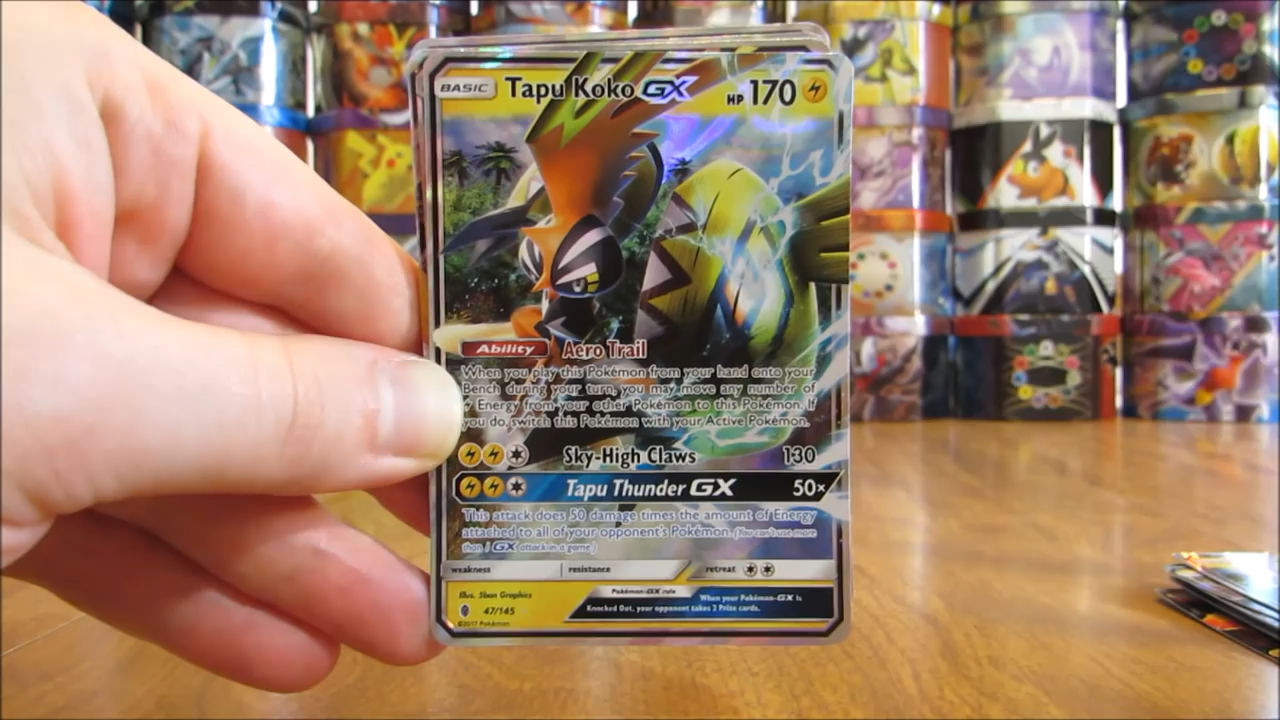 BASIC Tapu Koko GX HP 170
Ability Aero Trail
When you play this Pokémon from your hand onto your
Bench during your turn, you may move any number of
Energy from your other Pokémon to this Pokémon. If
you do, switch this Pokémon with your Active Pokémon.
Sky-High Claws 130
Tapu Thunder GX 50×
This attack does 50 damage times the amount of Energy
attached to all of your opponent's Pokémon. (You can't use more
than 1 GX attack in a game.)
weakness resistance retreat
Illus. 5ban Graphics
47/145
©2017 Pokémon
Pokémon-GX rule
When your Pokémon-GX is
Knocked Out, your opponent takes 2 Prize cards.